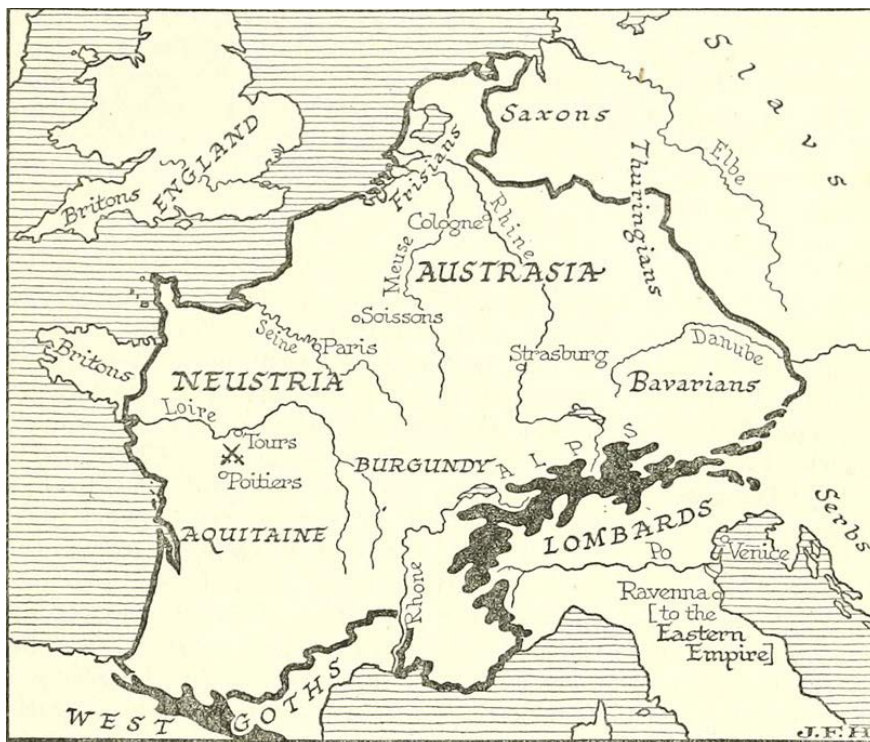 Slavs
Saxons
Elbe
ENGLAND
Britons
Frisians
Thuringians
Cologne
Rhine
Meuse
AUSTRASIA
Soissons
Seine
Paris
Britons
Strasburg
Danube
NEUSTRIA
Bavarians
Loire
Tours
ALPS
BURGUNDY
Poitiers
AQUITAINE
LOMBARDS
Serbs
Po
Venice
Rhone
Ravenna
[to the
Eastern
Empire]
WEST GOTHS
J.F.H